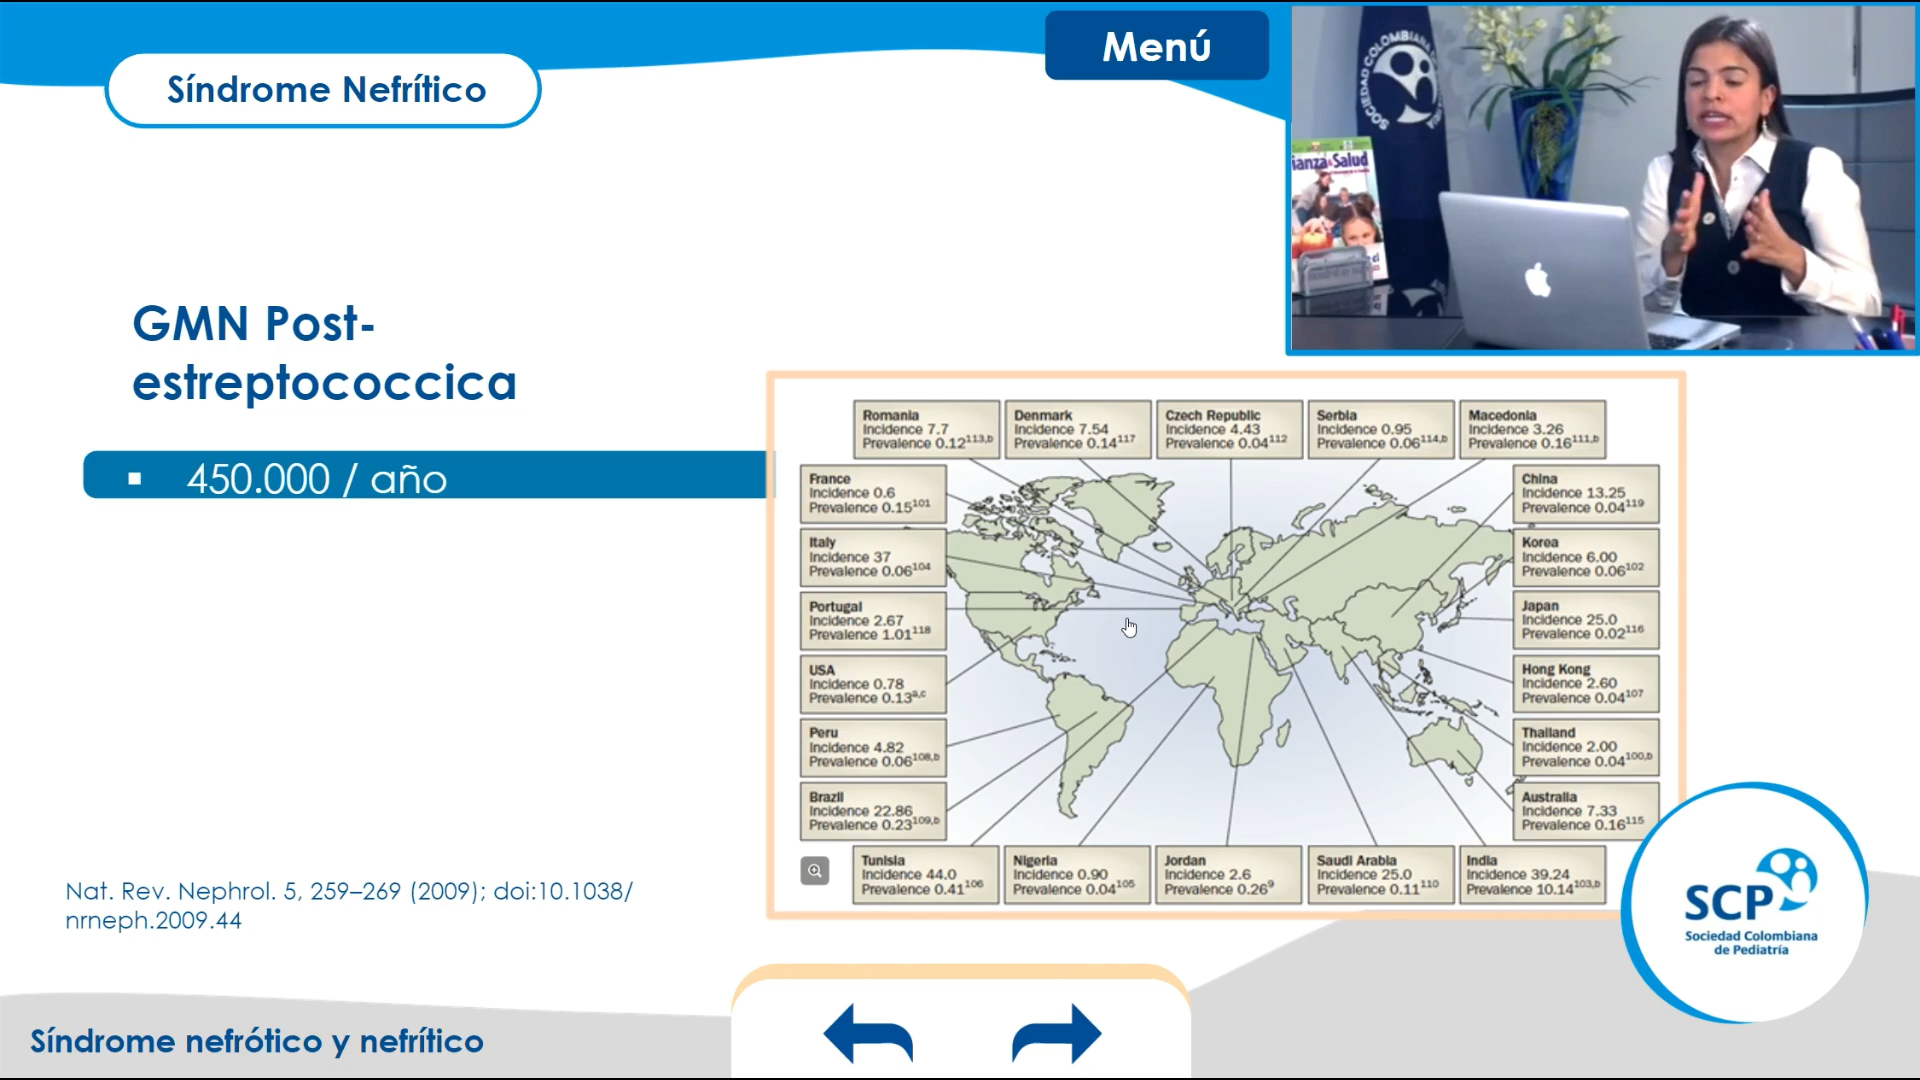 Síndrome Nefrítico
Menú
SOCIEDAD COLOMBIANA
ianza&Salud
GMN Post-
estreptococcica
▪ 450.000 / año
Romania
Incidence 7.7
Prevalence 0.12113,b
Denmark
Incidence 7.54
Prevalence 0.14117
Czech Republic
Incidence 4.43
Prevalence 0.04112
Serbia
Incidence 0.95
Prevalence 0.06114,b
Macedonia
Incidence 3.26
Prevalence 0.16111,b
France
Incidence 0.6
Prevalence 0.15101
Italy
Incidence 37
Prevalence 0.06104
Portugal
Incidence 2.67
Prevalence 1.01118
USA
Incidence 0.78
Prevalence 0.13a,c
Peru
Incidence 4.82
Prevalence 0.06108,b
Brazil
Incidence 22.86
Prevalence 0.23109,b
China
Incidence 13.25
Prevalence 0.04119
Korea
Incidence 6.00
Prevalence 0.06102
Japan
Incidence 25.0
Prevalence 0.02116
Hong Kong
Incidence 2.60
Prevalence 0.04107
Thailand
Incidence 2.00
Prevalence 0.04100,b
Australia
Incidence 7.33
Prevalence 0.16115
Tunisia
Incidence 44.0
Prevalence 0.41106
Nigeria
Incidence 0.90
Prevalence 0.04105
Jordan
Incidence 2.6
Prevalence 0.269
Saudi Arabia
Incidence 25.0
Prevalence 0.11110
India
Incidence 39.24
Prevalence 10.14103,b
Nat. Rev. Nephrol. 5, 259–269 (2009); doi:10.1038/
nrneph.2009.44
SCP
Sociedad Colombiana
de Pediatría
Síndrome nefrótico y nefrítico